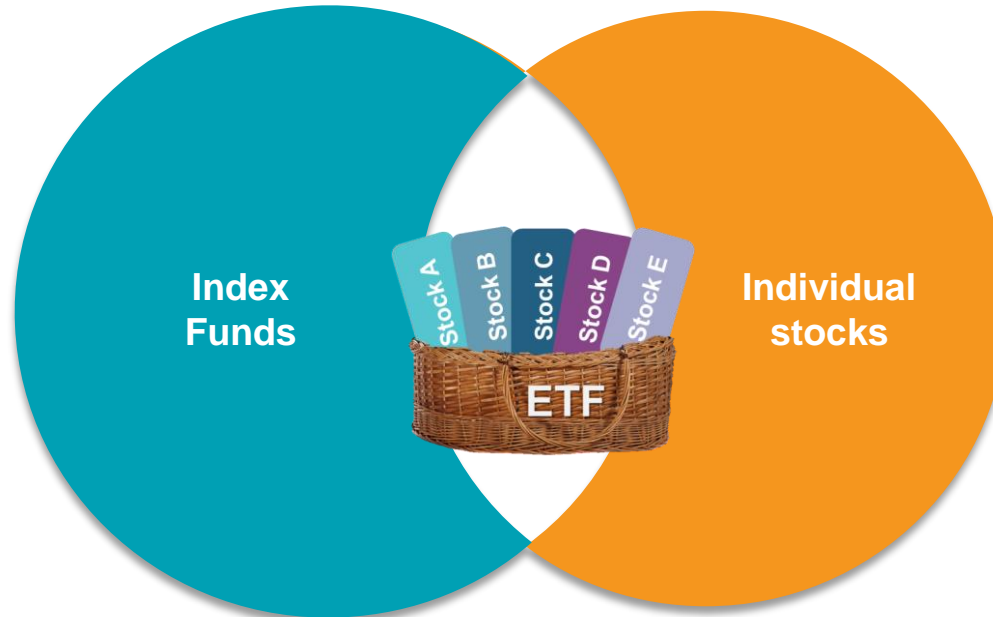 Index
Funds
Stock A
Stock B
Stock C
Stock D
Stock E
ETF
Individual
stocks